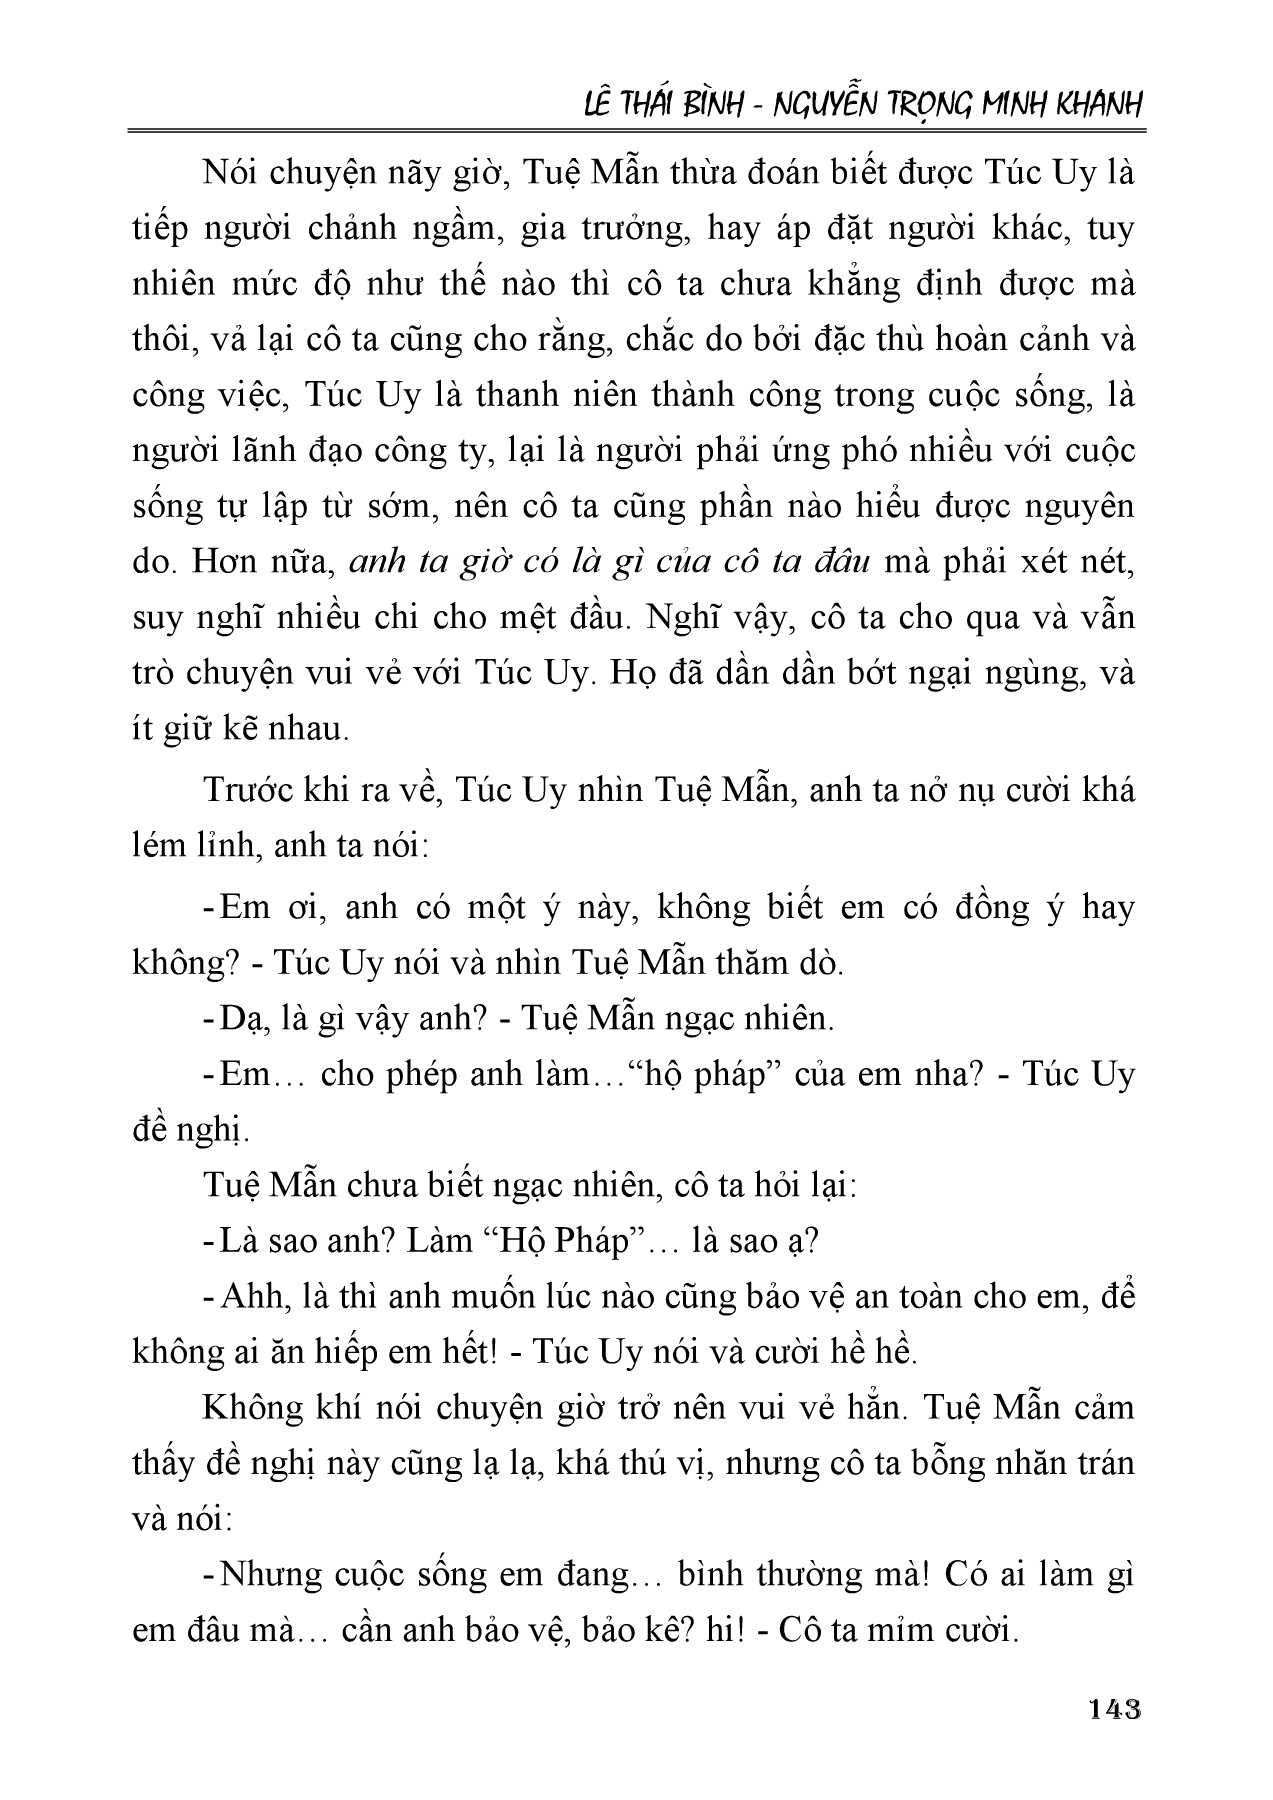 LÊ THÁI BÌNH - NGUYỄN TRỌNG MINH KHANH
Nói chuyện nãy giờ, Tuệ Mẫn thừa đoán biết được Túc Uy là
tiếp người chảnh ngầm, gia trưởng, hay áp đặt người khác, tuy
nhiên mức độ như thế nào thì cô ta chưa khẳng định được mà
thôi, vả lại cô ta cũng cho rằng, chắc do bởi đặc thù hoàn cảnh và
công việc, Túc Uy là thanh niên thành công trong cuộc sống, là
người lãnh đạo công ty, lại là người phải ứng phó nhiều với cuộc
sống tự lập từ sớm, nên cô ta cũng phần nào hiểu được nguyên
do. Hơn nữa, anh ta giờ có là gì của cô ta đâu mà phải xét nét,
suy nghĩ nhiều chi cho mệt đầu. Nghĩ vậy, cô ta cho qua và vẫn
trò chuyện vui vẻ với Túc Uy. Họ đã dần dần bớt ngại ngùng, và
ít giữ kẽ nhau.
Trước khi ra về, Túc Uy nhìn Tuệ Mẫn, anh ta nở nụ cười khá
lém lỉnh, anh ta nói:
- Em ơi, anh có một ý này, không biết em có đồng ý hay
không? - Túc Uy nói và nhìn Tuệ Mẫn thăm dò.
- Dạ, là gì vậy anh? - Tuệ Mẫn ngạc nhiên.
- Em… cho phép anh làm…“hộ pháp” của em nha? - Túc Uy
đề nghị.
Tuệ Mẫn chưa biết ngạc nhiên, cô ta hỏi lại:
- Là sao anh? Làm “Hộ Pháp”… là sao ạ?
- Ahh, là thì anh muốn lúc nào cũng bảo vệ an toàn cho em, để
không ai ăn hiếp em hết! - Túc Uy nói và cười hề hề.
Không khí nói chuyện giờ trở nên vui vẻ hẳn. Tuệ Mẫn cảm
thấy đề nghị này cũng lạ lạ, khá thú vị, nhưng cô ta bỗng nhăn trán
và nói:
- Nhưng cuộc sống em đang… bình thường mà! Có ai làm gì
em đâu mà… cần anh bảo vệ, bảo kê? hi! - Cô ta mỉm cười.
143